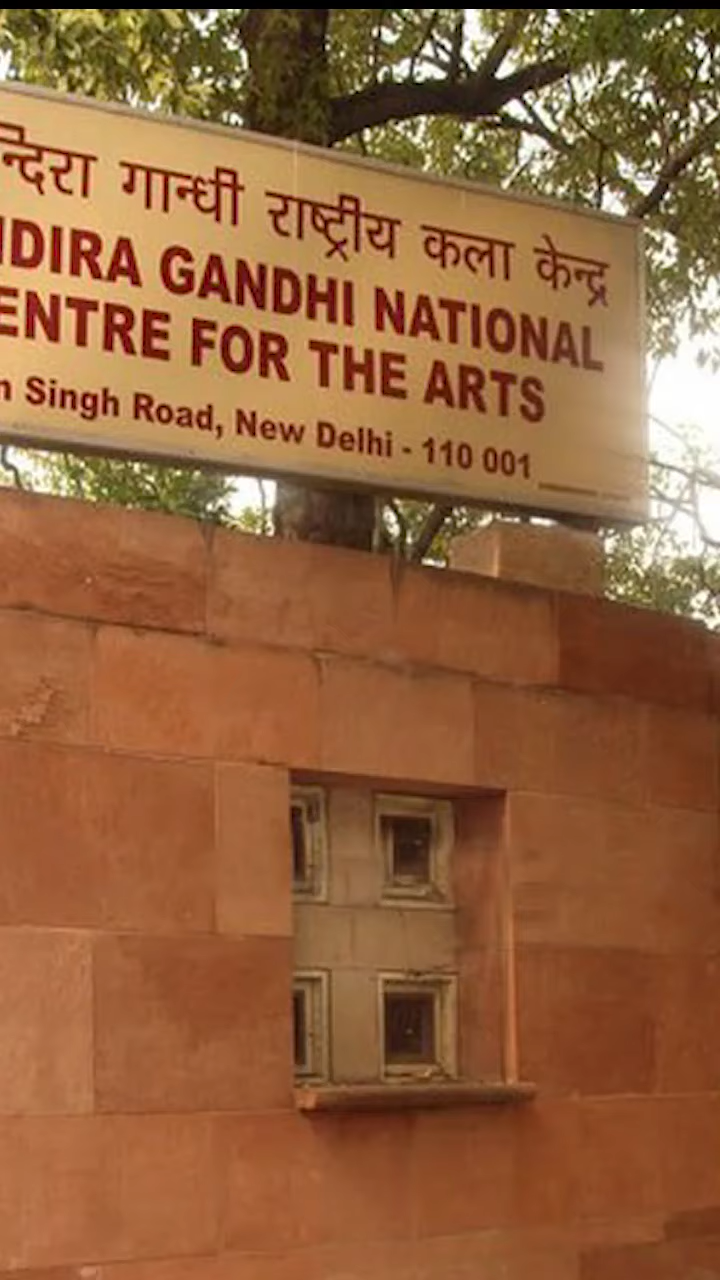 न्दिरा गान्धी राष्ट्रीय कला केन्द्र
NDIRA GANDHI NATIONAL
ENTRE FOR THE ARTS
n Singh Road, New Delhi - 110 001